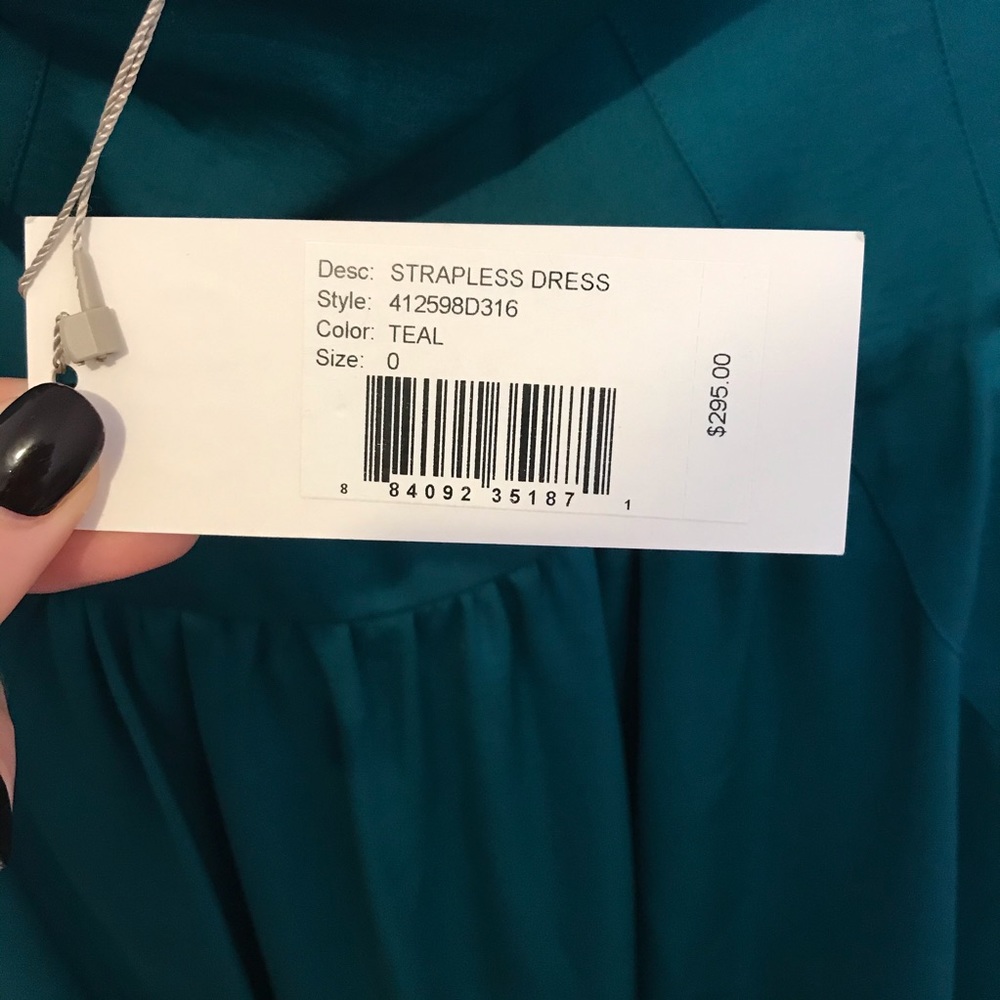 Desc: STRAPLESS DRESS
Style: 412598D316
Color: TEAL
Size: 0
$295.00
8 84092 35187 1